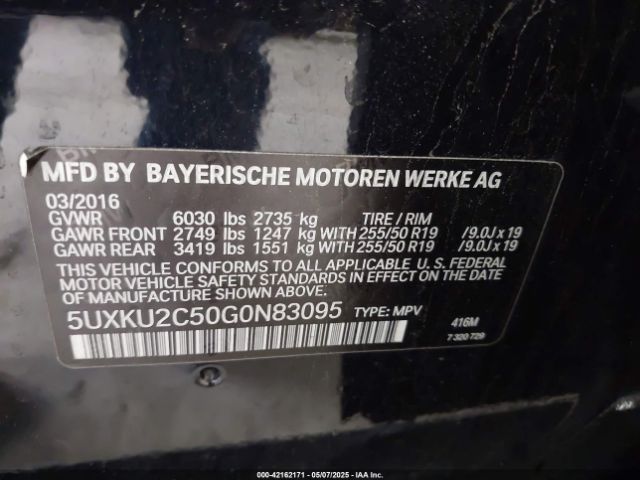 MFD BY BAYERISCHE MOTOREN WERKE AG
03/2016
GVWR 6030 lbs 2735 kg TIRE / RIM
GAWR FRONT 2749 lbs 1247 kg WITH 255/50 R19 /9.0J x 19
GAWR REAR 3419 lbs 1551 kg WITH 255/50 R19 /9.0J x 19
THIS VEHICLE CONFORMS TO ALL APPLICABLE U. S. FEDERAL
MOTOR VEHICLE SAFETY STANDARDS IN EFFECT ON THE
DATE OF MANUFACTURE SHOWN ABOVE.
5UXKU2C50G0N83095 TYPE: MPV
416M
7 320 729
000-42162171 - 05/07/2025 - IAA Inc.